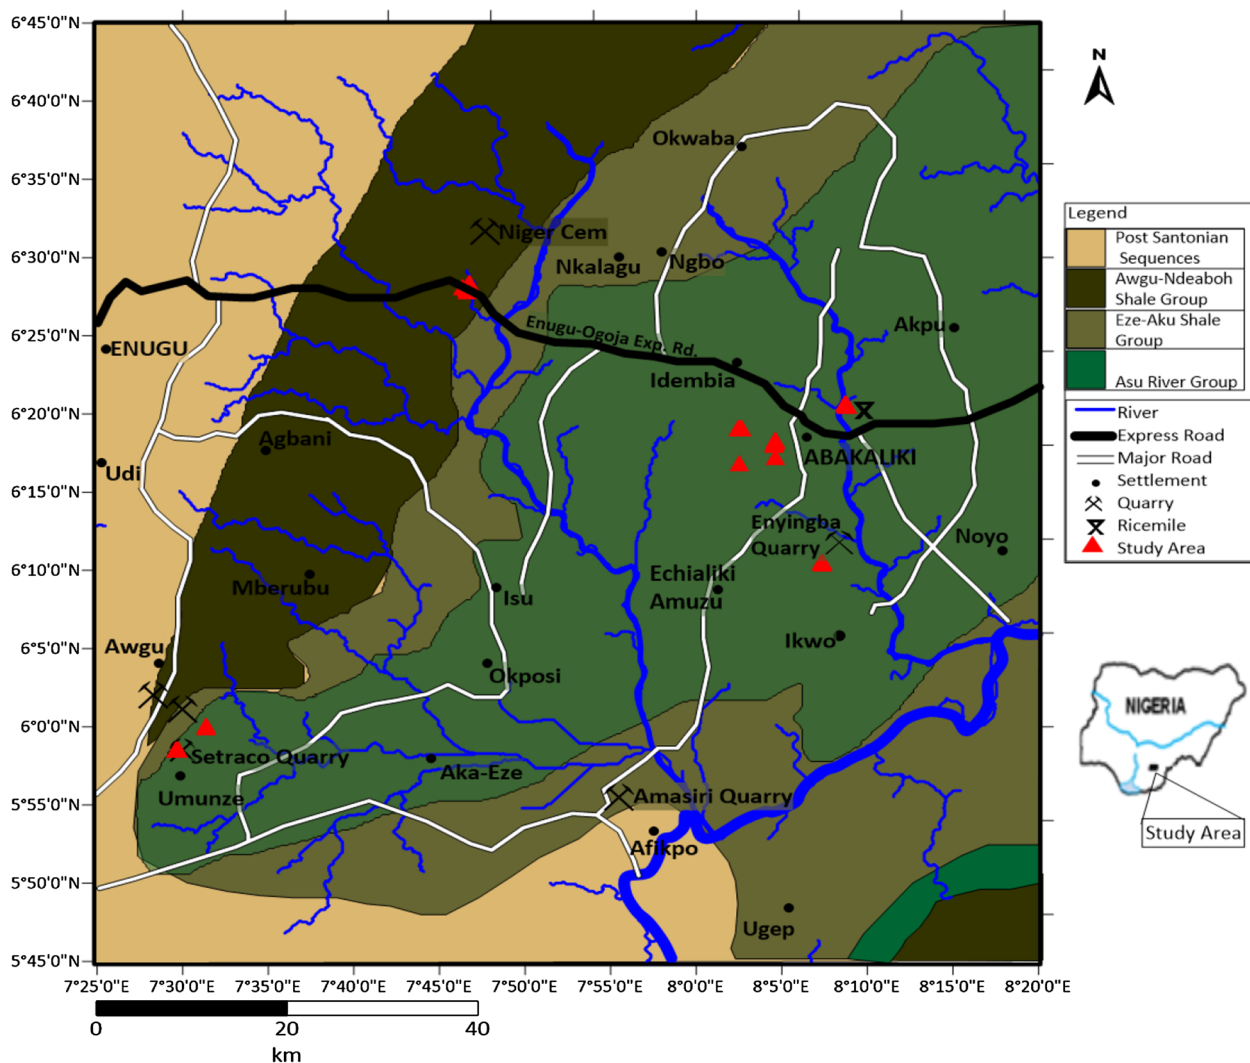 6°45'0"N
6°40'0"N
6°35'0"N
6°30'0"N
6°25'0"N
6°20'0"N
6°15'0"N
6°10'0"N
6°5'0"N
6°0'0"N
5°55'0"N
5°50'0"N
5°45'0"N
Okwaba
Niger Cem
Nkalagu
Ngbo
Enugu-Ogoja Exp. Rd.
Akpu
ENUGU
Idembia
Agbani
Udi
ABAKALIKI
Enyingba
Quarry
Noyo
Mberubu
Isu
Echialiki
Amuzu
Awgu
Ikwo
Okposi
Setraco Quarry
Aka-Eze
Umunze
Amasiri Quarry
Afikpo
Ugep
7°25'0"E
7°30'0"E
7°35'0"E
7°40'0"E
7°45'0"E
7°50'0"E
7°55'0"E
8°0'0"E
8°5'0"E
8°10'0"E
8°15'0"E
8°20'0"E
0
20
40
km
N
Legend
Post Santonian
Sequences
Awgu-Ndeaboh
Shale Group
Eze-Aku Shale
Group
Asu River Group
River
Express Road
Major Road
Settlement
Quarry
Ricemile
Study Area
NIGERIA
Study Area